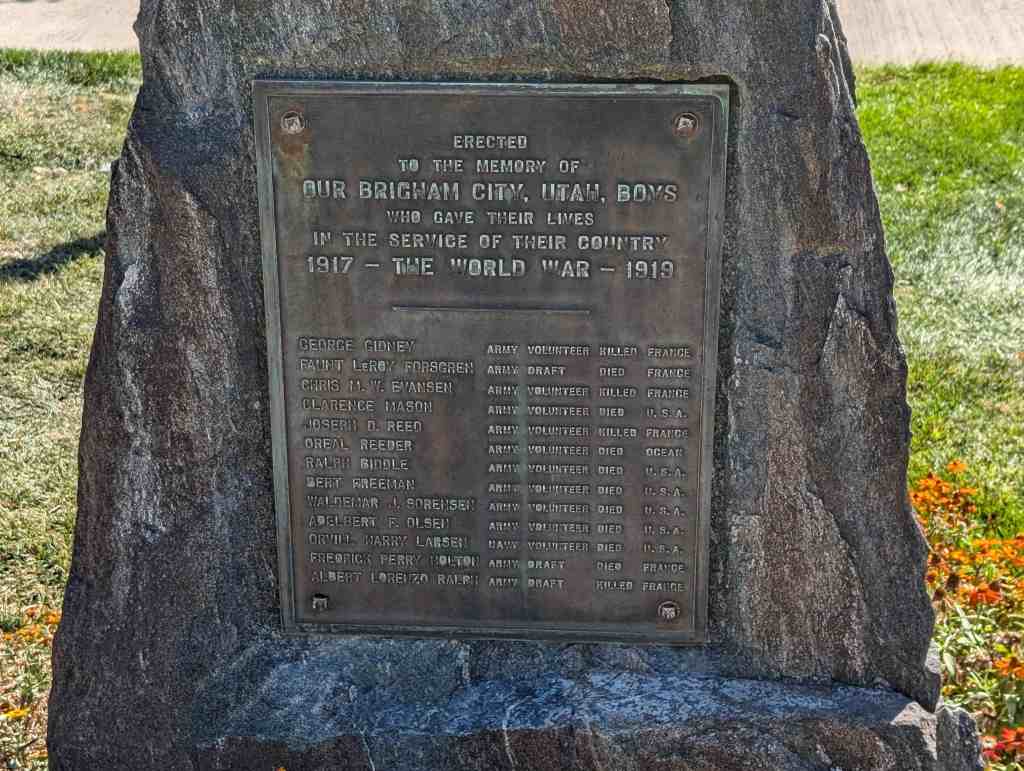 ERECTED
TO THE MEMORY OF
OUR BRIGHAM CITY, UTAH, BOYS
WHO GAVE THEIR LIVES
IN THE SERVICE OF THEIR COUNTRY
1917 – THE WORLD WAR – 1919
GEORGE GIDNEY ARMY VOLUNTEER KILLED FRANCE
FAUNT LeROY FORSGREN ARMY DRAFT DIED FRANCE
CHRIS M. W. EVANSEN ARMY VOLUNTEER KILLED FRANCE
CLARENCE MASON ARMY VOLUNTEER DIED U.S.A.
JOSEPH D. REED ARMY VOLUNTEER KILLED FRANCE
OREAL REEDER ARMY VOLUNTEER DIED OCEAN
RALPH BIDDLE ARMY VOLUNTEER DIED U.S.A.
BERT FREEMAN ARMY VOLUNTEER DIED U.S.A.
WALDEMAR J. SORENSEN ARMY VOLUNTEER DIED U.S.A.
ADELBERT F. OLSEN ARMY VOLUNTEER DIED U.S.A.
ORVILL HARRY LARSEN NAVY VOLUNTEER DIED U.S.A.
FREDRICK PERRY HOLTON ARMY DRAFT DIED FRANCE
ALBERT LORENZO RALPH ARMY DRAFT KILLED FRANCE